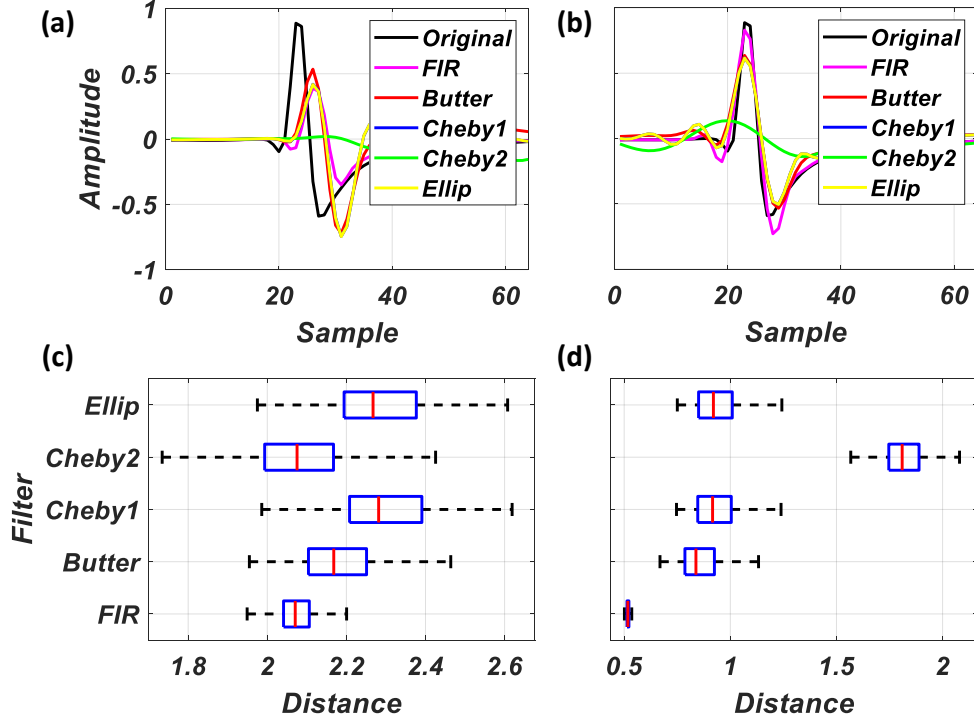 (a)
1
0.5
0
-0.5
-1
Amplitude
0
20
40
60
Sample
Original
FIR
Butter
Cheby1
Cheby2
Ellip
(b)
0
20
40
60
Sample
Original
FIR
Butter
Cheby1
Cheby2
Ellip
(c)
Filter
Ellip
Cheby2
Cheby1
Butter
FIR
1.8
2
2.2
2.4
2.6
Distance
(d)
0.5
1
1.5
2
Distance